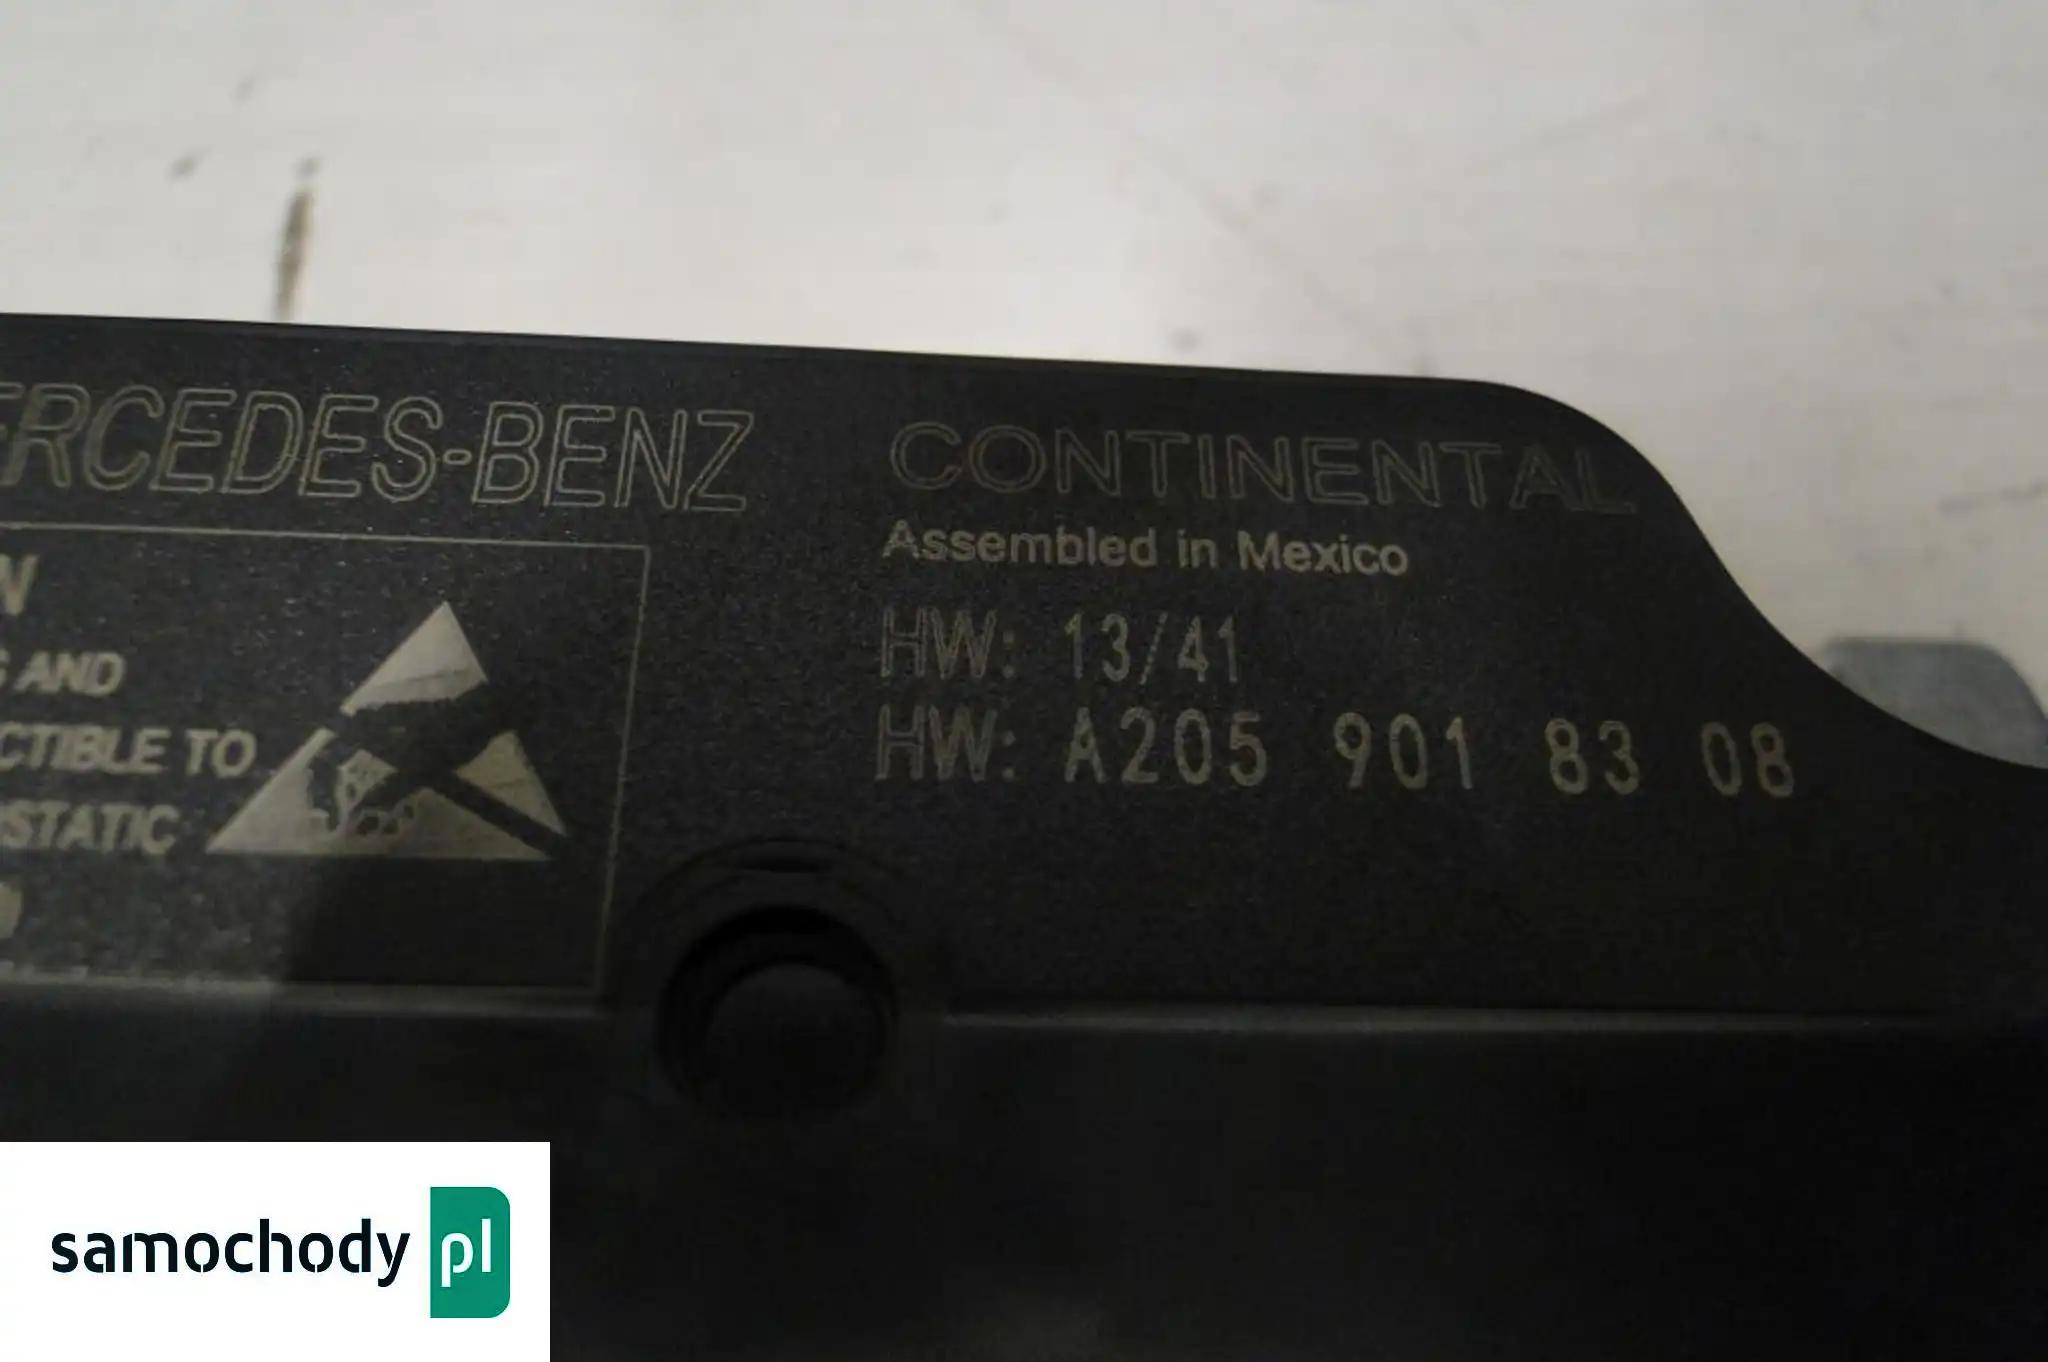 ERCEDES-BENZ
CONTINENTAL
Assembled in Mexico
HW: 13/41
HW: A205 901 83 08
AND
CTIBLE TO
STATIC
samochody pl